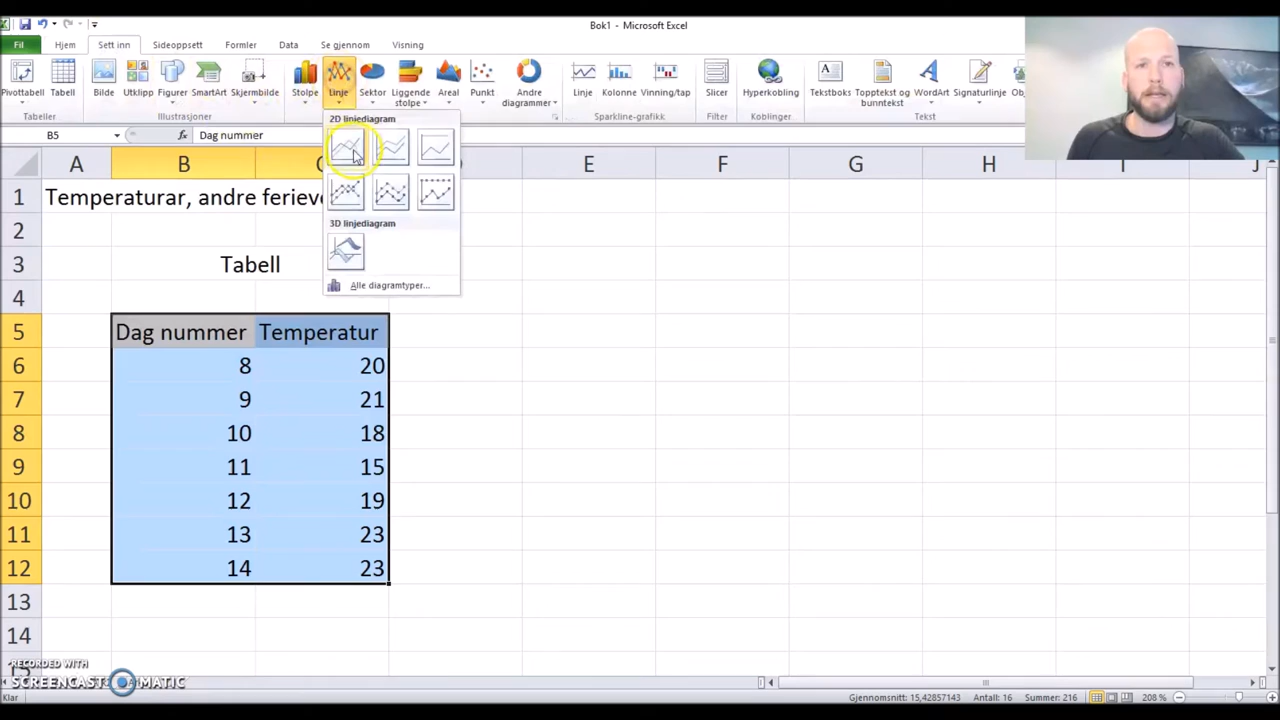 Bok1 - Microsoft Excel
Fil Hjem Sett inn Sideoppsett Formler Data Se gjennom Visning
Pivottabell Tabell Bilde Utklipp Figurer SmartArt Skjermbilde Stolpe Linje Sektor Liggende stolpe Areal Punkt Andre diagrammer Linje Kolonne Vinning/tap Slicer Hyperkobling Tekstboks Topptekst og bunntekst WordArt Signaturlinje
Tabeller Illustrasjoner Sparkline-grafikk Filter Koblinger Tekst
2D linjediagram
B5 fx Dag nummer
A B C E F G H I J
1 Temperaturar, andre ferieve
2
3D linjediagram
3 Tabell
Alle diagramtyper...
4
5 Dag nummer Temperatur
6 8 20
7 9 21
8 10 18
9 11 15
10 12 19
11 13 23
12 14 23
13
14
RECORDED WITH
SCREENCAST-O-MATIC
15
Klar Gjennomsnitt: 15,42857143 Antall: 16 Summer: 216 208 %